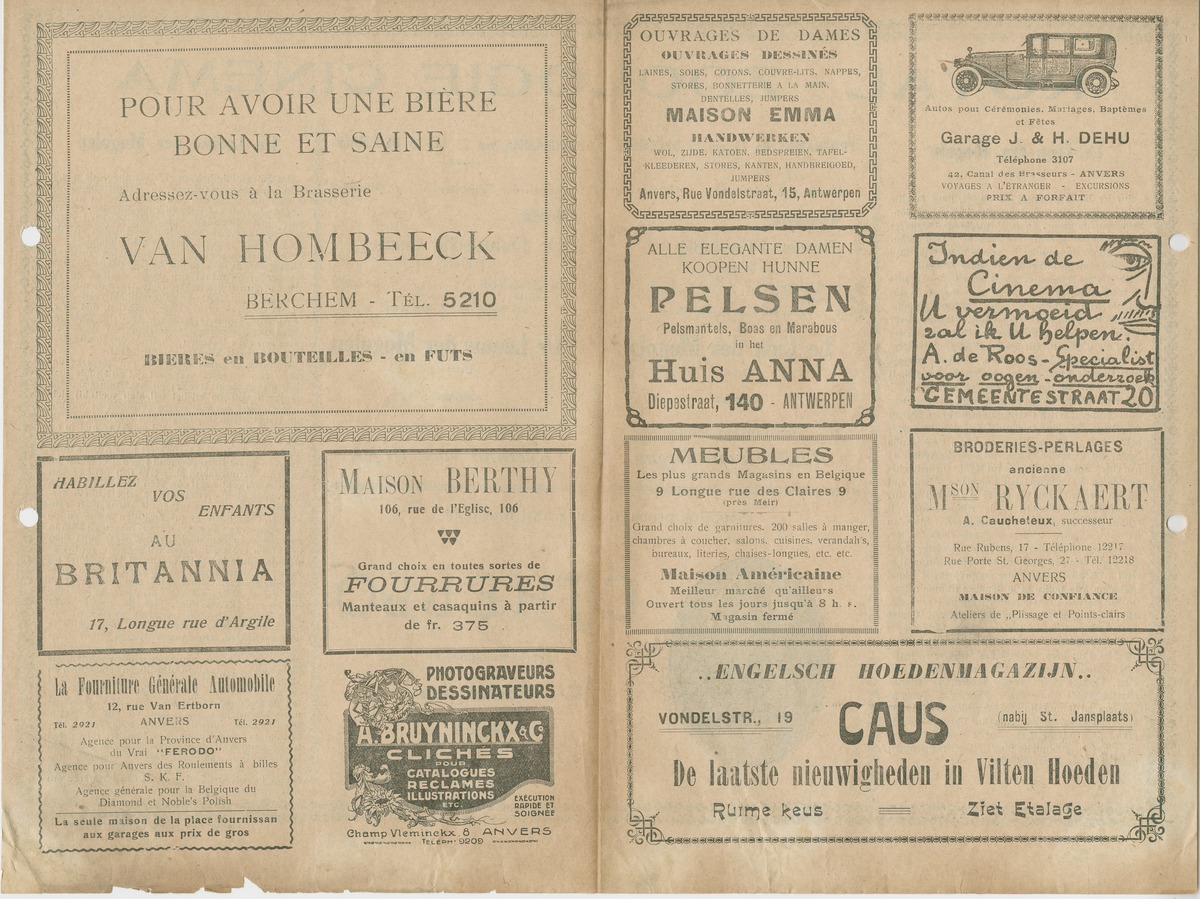 POUR AVOIR UNE BIÈRE
BONNE ET SAINE
Adressez-vous à la Brasserie
VAN HOMBEECK
BERCHEM - TÉL. 5210
BIERES en BOUTEILLES - en FUTS
HABILLEZ
VOS
ENFANTS
AU
BRITANNIA
17, Longue rue d'Argile
MAISON BERTHY
106, rue de l'Eglise, 106
Grand choix en toutes sortes de
FOURRURES
Manteaux et casaquins à partir
de fr. 375
La Fourniture Générale Automobile
12, rue Van Ertborn
Tél. 2921 ANVERS Tél. 2921
Agence pour la Province d'Anvers
du Vrai "FERODO"
Agence pour Anvers des Roulements à billes
S. K. F.
Agence générale pour la Belgique du
Diamond et Noble's Polish
La seule maison de la place fournissan
aux garages aux prix de gros
PHOTOGRAVEURS
DESSINATEURS
A. BRUYNINCKX & Co
CLICHÉS
POUR
CATALOGUES
RECLAMES
ILLUSTRATIONS
ETC.
EXÉCUTION
RAPIDE ET
SOIGNÉE
Champ Vleminckx. 8 ANVERS
TELEPH. 9209
OUVRAGES DE DAMES
OUVRAGES DESSINÉS
LAINES, SOIES, COTONS, COUVRE-LITS, NAPPES,
STORES, BONNETTERIE A LA MAIN,
DENTELLES, JUMPERS
MAISON EMMA
HANDWERKEN
WOL, ZIJDE, KATOEN, BEDSPREIEN, TAFEL-
KLEEDEREN, STORES, KANTEN, HANDBREIGOED,
JUMPERS
Anvers, Rue Vondelstraat, 15, Antwerpen
Autos pour Cérémonies, Mariages, Baptêmes
et Fêtes
Garage J. & H. DEHU
Téléphone 3107
42, Canal des Brasseurs - ANVERS
VOYAGES A L'ETRANGER - EXCURSIONS
PRIX A FORFAIT
ALLE ELEGANTE DAMEN
KOOPEN HUNNE
PELSEN
Pelsmantels, Boas en Marabous
in het
Huis ANNA
Diepestraat, 140 - ANTWERPEN
Indien de
Cinema
U vermoeid
zal ik U helpen.
A. de Roos - Specialist
voor oogen-onderzoek
GEMEENTESTRAAT 20
MEUBLES
Les plus grands Magasins en Belgique
9 Longue rue des Claires 9
(près Meir)
Grand choix de garnitures. 200 salles à manger,
chambres à coucher, salons, cuisines, verandah's,
bureaux, literies, chaises-longues, etc. etc.
Maison Américaine
Meilleur marché qu'ailleurs
Ouvert tous les jours jusqu'à 8 h. s.
Magasin fermé
BRODERIES-PERLAGES
ancienne
MSON RYCKAERT
A. Caucheteux, successeur
Rue Rubens, 17 - Téléphone 12217
Rue Porte St. Georges, 27 - Tél. 12218
ANVERS
MAISON DE CONFIANCE
Ateliers de „Plissage et Points-clairs
..ENGELSCH HOEDENMAGAZIJN..
VONDELSTR., 19 CAUS (nabij St. Jansplaats)
De laatste nieuwigheden in Vilten Hoeden
Ruime keus Ziet Etalage